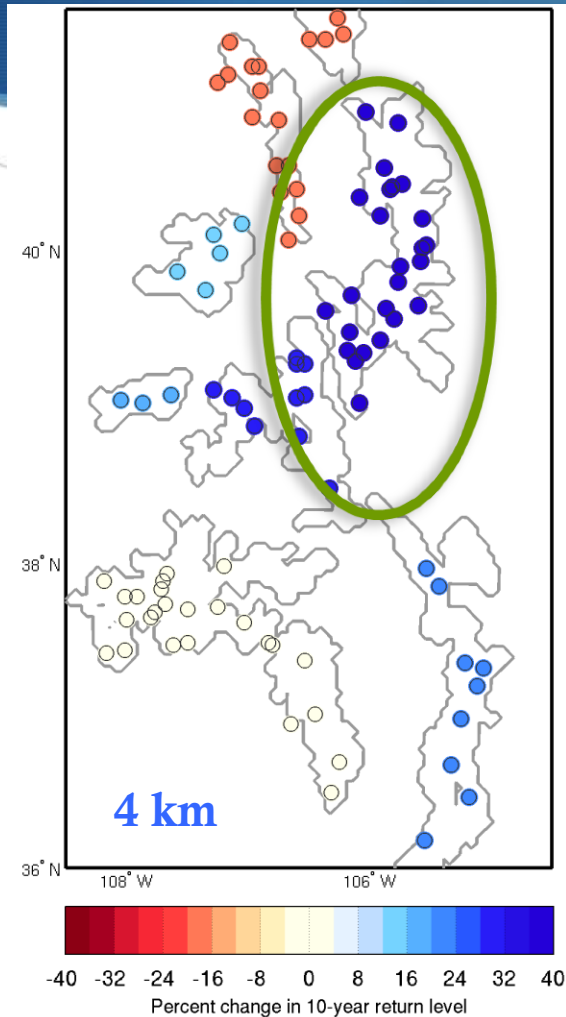 40° N
38° N
4 km
36° N
108° W 106° W
-40 -32 -24 -16 -8 0 8 16 24 32 40
Percent change in 10-year return level